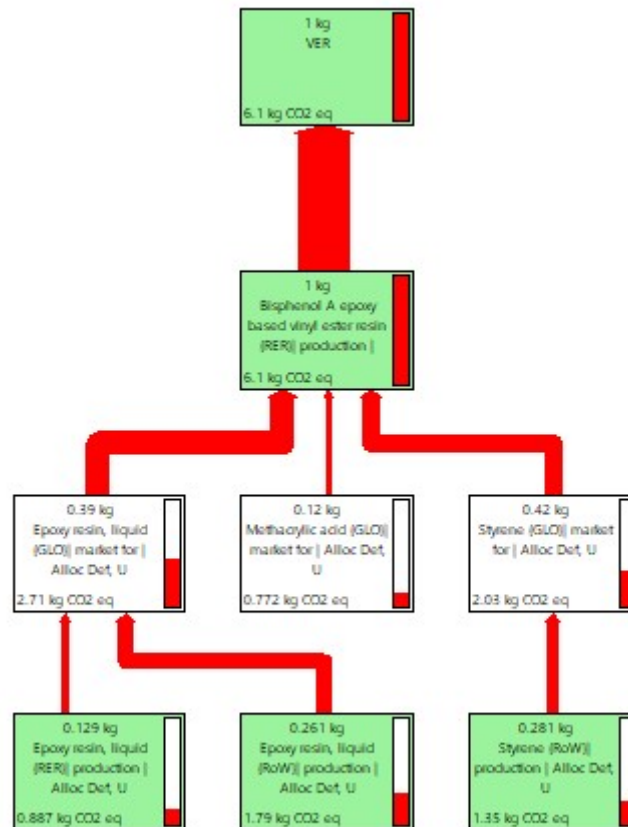 1 kg
VER
6.1 kg CO2 eq
1 kg
Bisphenol A epoxy
based vinyl ester resin
{RER}| production |
6.1 kg CO2 eq
0.39 kg
Epoxy resin, liquid
{GLO}| market for |
Alloc Def, U
2.71 kg CO2 eq
0.12 kg
Methacrylic acid {GLO}|
market for | Alloc Def,
U
0.772 kg CO2 eq
0.42 kg
Styrene {GLO}| market
for | Alloc Def, U
2.03 kg CO2 eq
0.129 kg
Epoxy resin, liquid
{RER}| production |
Alloc Def, U
0.887 kg CO2 eq
0.261 kg
Epoxy resin, liquid
{RoW}| production |
Alloc Def, U
1.79 kg CO2 eq
0.281 kg
Styrene {RoW}|
production | Alloc Def,
U
1.35 kg CO2 eq